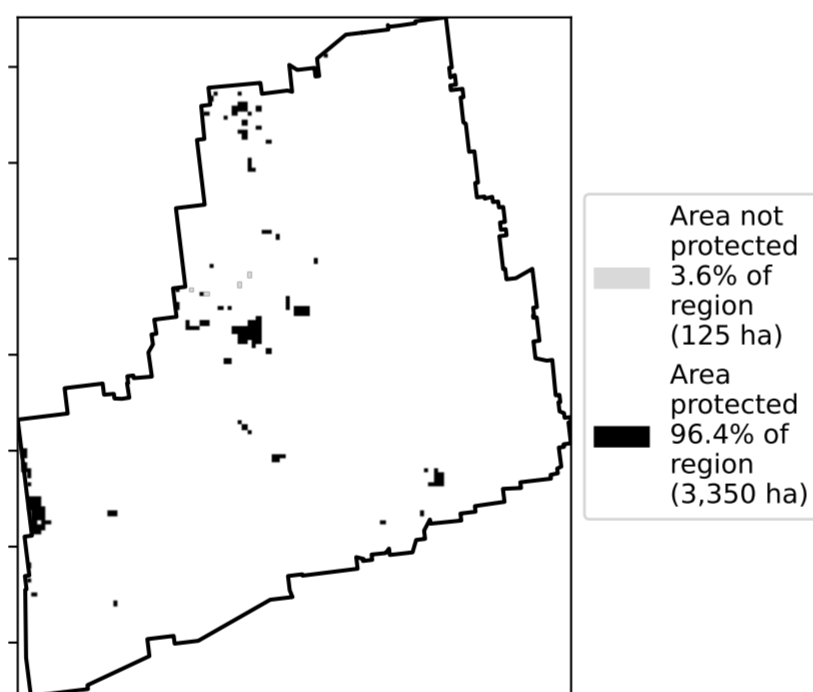 Area not
protected
3.6% of
region
(125 ha)
Area
protected
96.4% of
region
(3,350 ha)